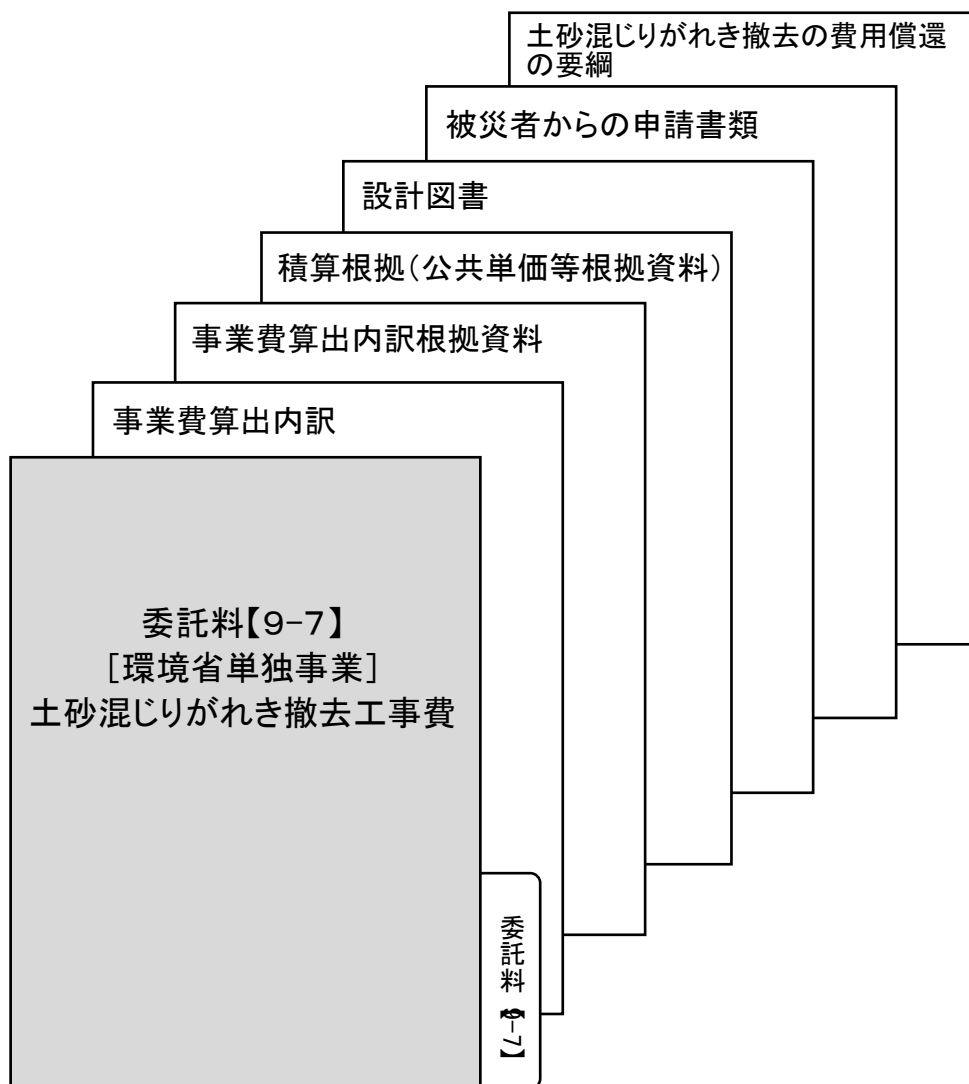 土砂混じりがれき撤去の費用償還
の要綱
被災者からの申請書類
設計図書
積算根拠（公共単価等根拠資料）
事業費算出内訳根拠資料
事業費算出内訳
委託料【9-7】
［環境省単独事業］
土砂混じりがれき撤去工事費
委託料【9-7】